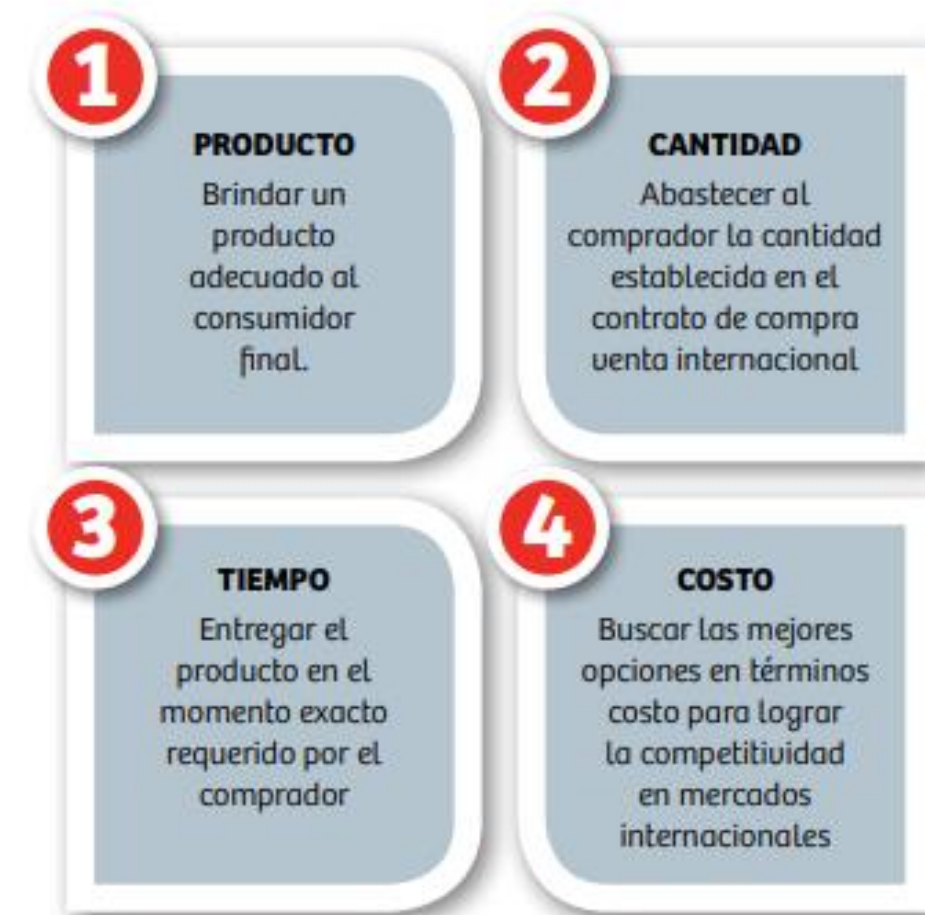 1
PRODUCTO
Brindar un
producto
adecuado al
consumidor
final.
2
CANTIDAD
Abastecer al
comprador la cantidad
establecida en el
contrato de compra
venta internacional
3
TIEMPO
Entregar el
producto en el
momento exacto
requerido por el
comprador
4
COSTO
Buscar las mejores
opciones en términos
costo para lograr
la competitividad
en mercados
internacionales